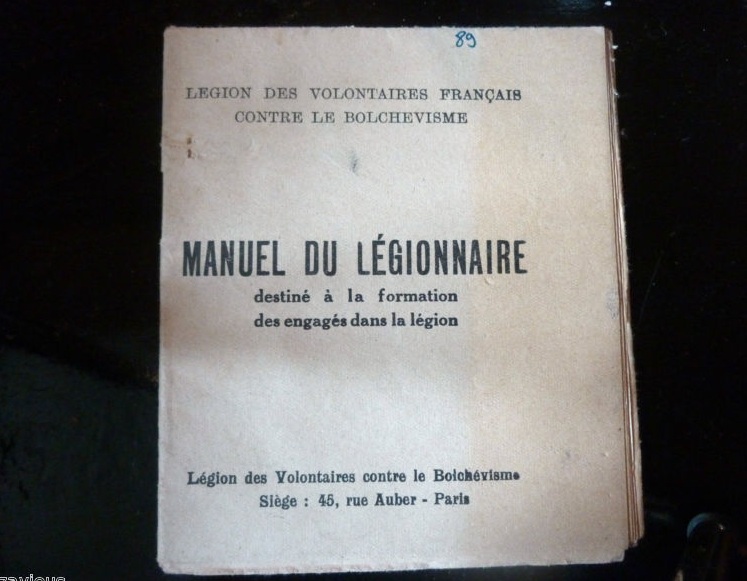 89
LEGION DES VOLONTAIRES FRANÇAIS
CONTRE LE BOLCHEVISME
MANUEL DU LÉGIONNAIRE
destiné à la formation
des engagés dans la légion
Légion des Volontaires contre le Bolchévisme
Siège : 45, rue Auber - Paris